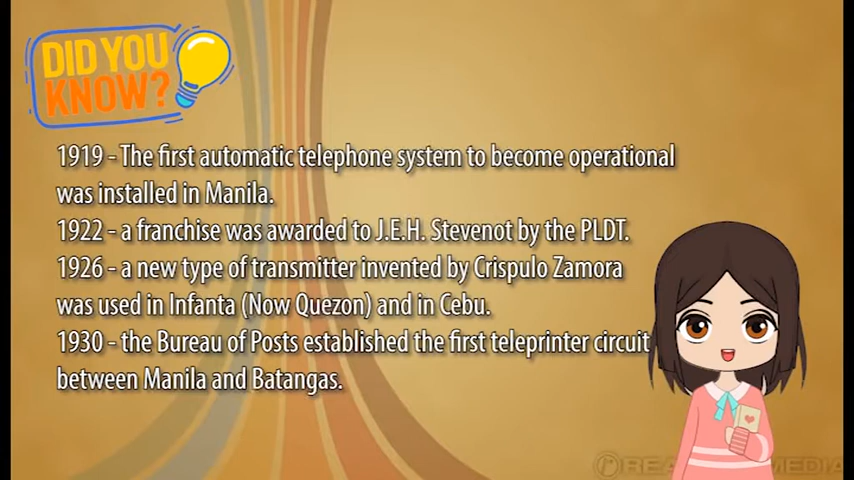 DID YOU
KNOW?
1919 - The first automatic telephone system to become operational
was installed in Manila.
1922 - a franchise was awarded to J.E.H. Stevenot by the PLDT.
1926 - a new type of transmitter invented by Crispulo Zamora
was used in Infanta (Now Quezon) and in Cebu.
1930 - the Bureau of Posts established the first teleprinter circuit
between Manila and Batangas.
MEDIA